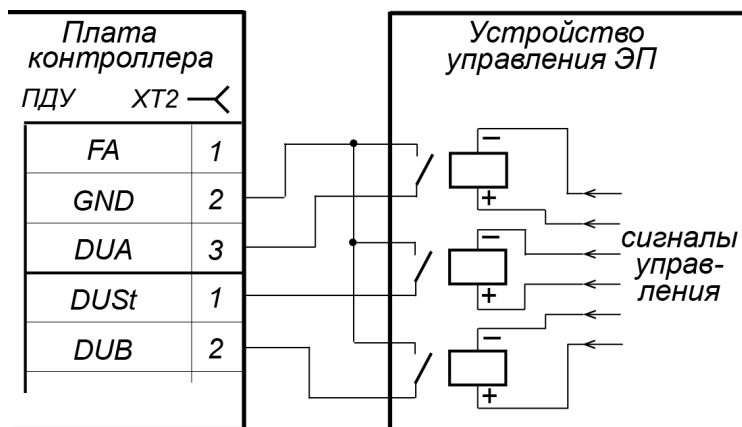 Плата
контроллера
ПДУ XT2
FA 1
GND 2
DUA 3
DUSt 1
DUB 2
Устройство
управления ЭП
−
+
−
+
−
+
сигналы
управ-
ления